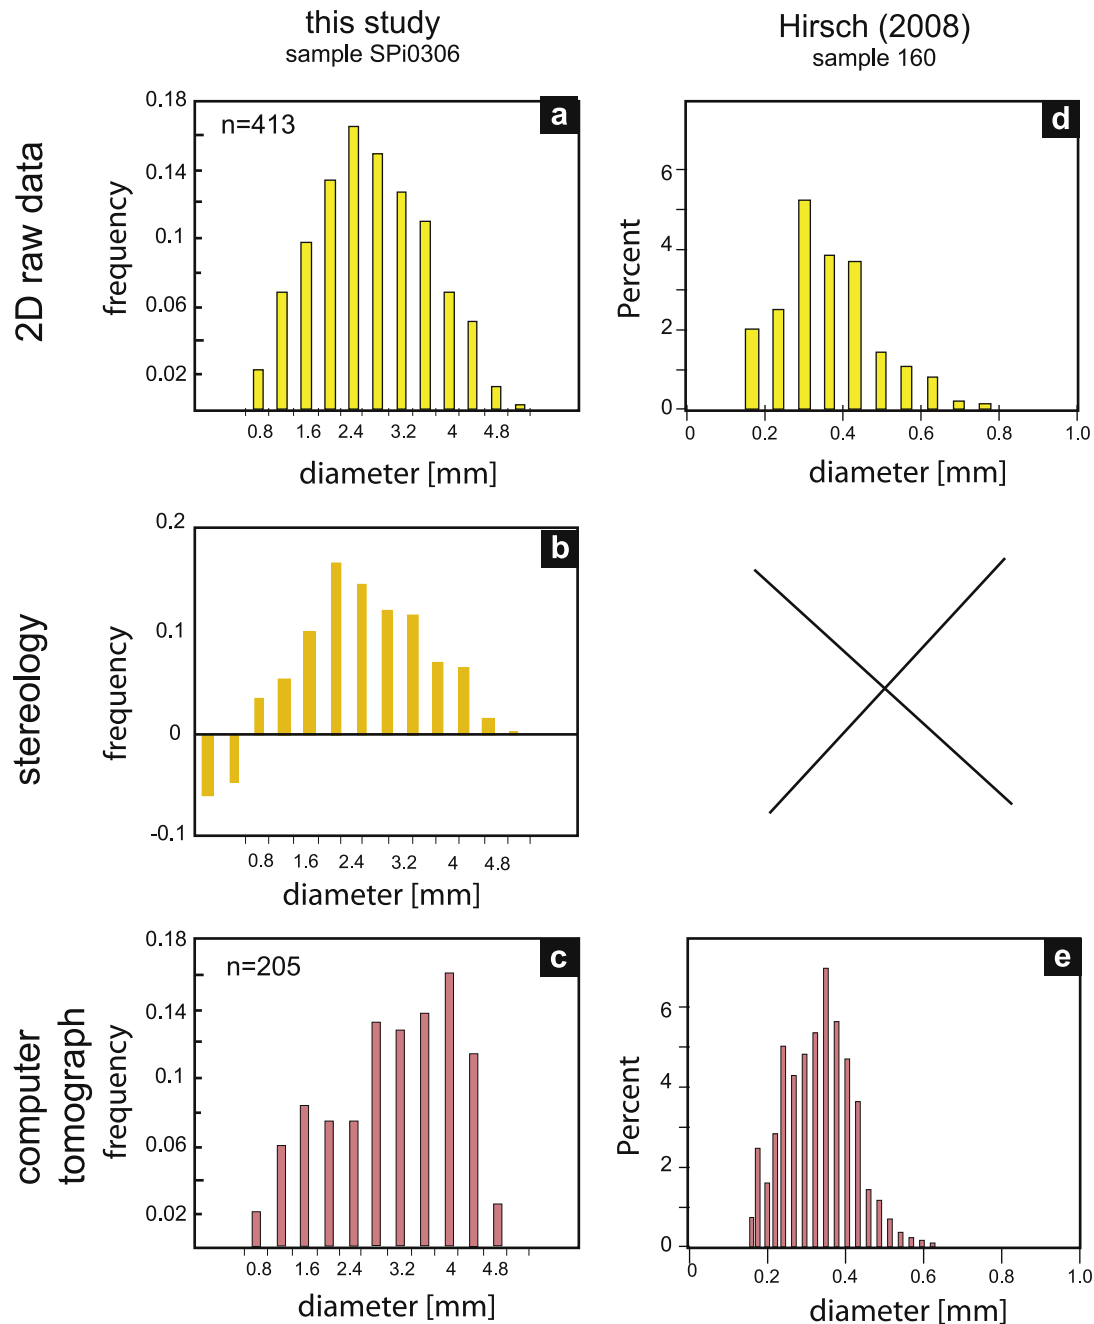 this study
sample SPi0306
Hirsch (2008)
sample 160
2D raw data
frequency
0.18
0.14
0.1
0.06
0.02
n=413
a
0.8 1.6 2.4 3.2 4 4.8
diameter [mm]
Percent
6
4
2
0
d
0 0.2 0.4 0.6 0.8 1.0
diameter [mm]
stereology
frequency
0.2
0.1
0
-0.1
b
0.8 1.6 2.4 3.2 4 4.8
diameter [mm]
computer
tomograph
frequency
0.18
0.14
0.1
0.06
0.02
n=205
c
0.8 1.6 2.4 3.2 4 4.8
diameter [mm]
Percent
6
4
2
0
e
0 0.2 0.4 0.6 0.8 1.0
diameter [mm]